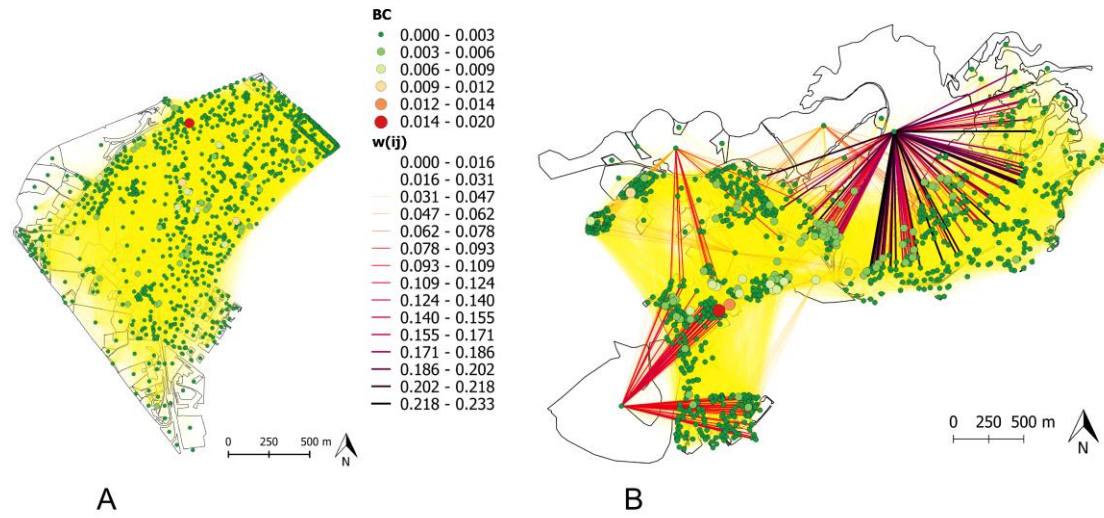 BC
0.000 - 0.003
0.003 - 0.006
0.006 - 0.009
0.009 - 0.012
0.012 - 0.014
0.014 - 0.020
w(ij)
0.000 - 0.016
0.016 - 0.031
0.031 - 0.047
0.047 - 0.062
0.062 - 0.078
0.078 - 0.093
0.093 - 0.109
0.109 - 0.124
0.124 - 0.140
0.140 - 0.155
0.155 - 0.171
0.171 - 0.186
0.186 - 0.202
0.202 - 0.218
0.218 - 0.233
0 250 500 m
N
0 250 500 m
N
A
B